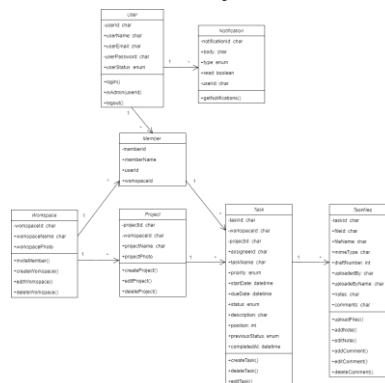 User
-userId: char
-userName: char
-userEmail: char
-userPassword: char
-userStatus: enum
+login()
+isAdmin(userid)
+logout()
1
*
1
Notification
-notificationId: char
-body: char
-type: enum
-read: boolean
-userId: char
+getNotifications()
*
Member
-memberId
-memberName
-userId
-workspaceId
*
1
Workspace
-workspaceId: char
-workspaceName: char
-workspacePhoto
+inviteMember()
+createWorkspace()
+editWorkspace()
+deleteWorkspace()
1
1
*
Project
-projectId: char
-workspaceId: char
-projectName: char
-projectPhoto
+createProject()
+editProject()
+deleteProject()
1
*
*
Task
-taskId: char
-workspaceId: char
-projectId: char
-assigneeId: char
-taskName: char
-priority: enum
-startDate: datetime
-dueDate: datetime
-status: enum
-description: char
-position: int
-previousStatus: enum
-completedAt: datetime
+createTask()
+deleteTask()
+editTask()
1
*
Taskfiles
-taskId: char
-fileId: char
-fileName: char
-mimeType: char
-draftNumber: int
-uploadedBy: char
-uploadedByName: char
-notes: char
-comments: char
+uploadFiles()
+addNote()
+editNote()
+addComment()
+editComment()
+deleteComment()